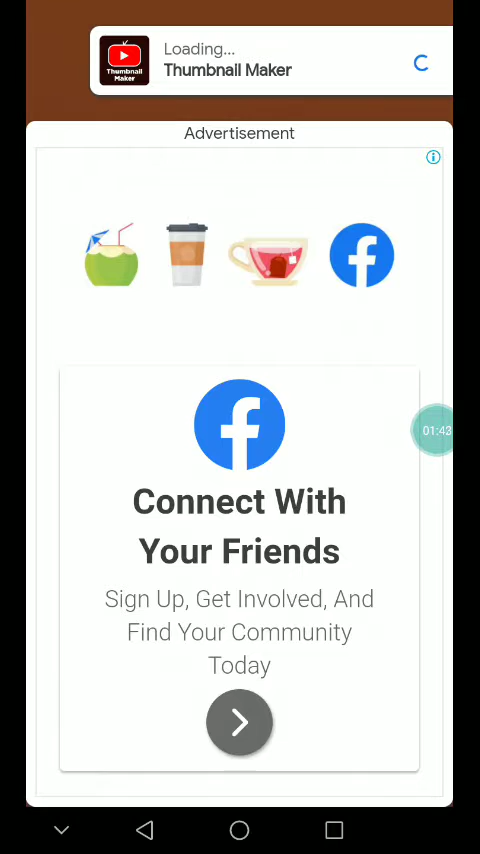 Loading...
Thumbnail Maker
Thumbnail
Maker
Advertisement
01:43
Connect With
Your Friends
Sign Up, Get Involved, And
Find Your Community
Today